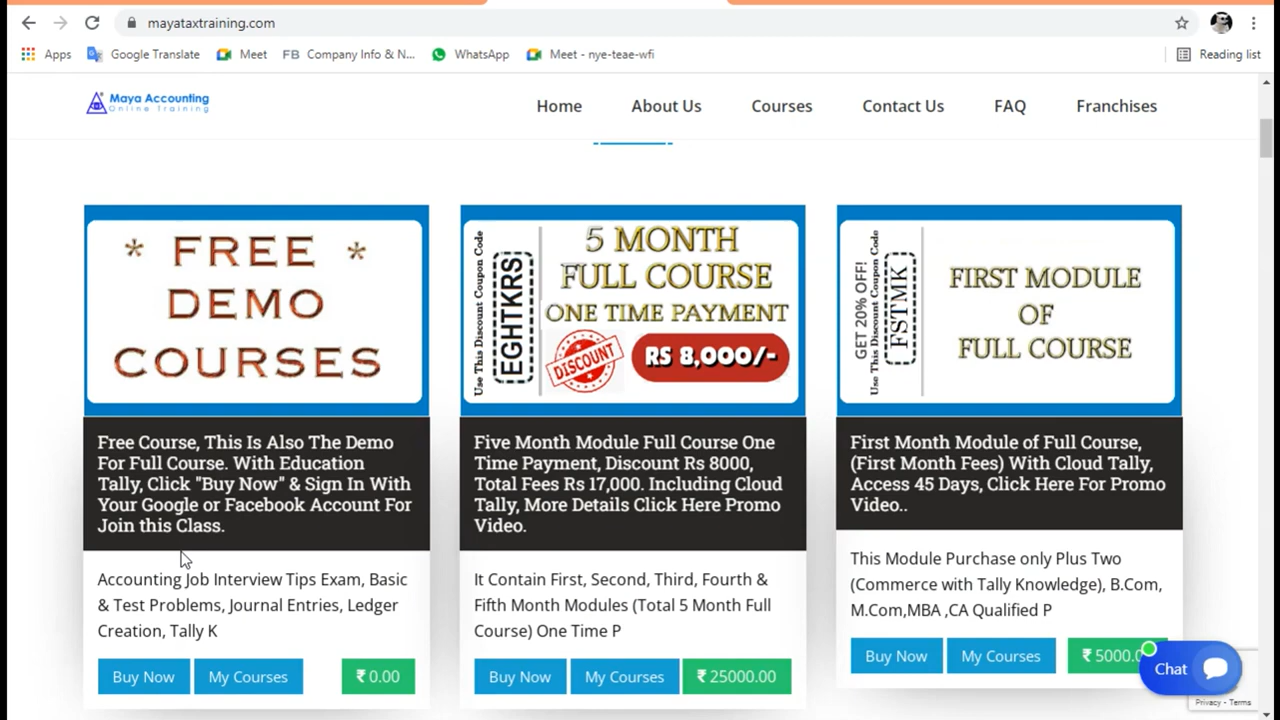 mayataxtraining.com
Apps Google Translate Meet FB Company Info & N... WhatsApp Meet - nye-teae-wfi Reading list
Maya Accounting
Online Training
Home About Us Courses Contact Us FAQ Franchises
* FREE *
DEMO
COURSES
Free Course, This Is Also The Demo
For Full Course. With Education
Tally, Click "Buy Now" & Sign In With
Your Google or Facebook Account For
Join this Class.
Accounting Job Interview Tips Exam, Basic
& Test Problems, Journal Entries, Ledger
Creation, Tally K
Buy Now My Courses ₹ 0.00
Use This Discount Coupon Code
EGHTKRS
5 MONTH
FULL COURSE
ONE TIME PAYMENT
DISCOUNT
RS 8,000/-
Five Month Module Full Course One
Time Payment, Discount Rs 8000,
Total Fees Rs 17,000. Including Cloud
Tally, More Details Click Here Promo
Video.
It Contain First, Second, Third, Fourth &
Fifth Month Modules (Total 5 Month Full
Course) One Time P
Buy Now My Courses ₹ 25000.00
GET 20% OFF!
Use This Discount Coupon Code
FSTMK
FIRST MODULE
OF
FULL COURSE
First Month Module of Full Course,
(First Month Fees) With Cloud Tally,
Access 45 Days, Click Here For Promo
Video..
This Module Purchase only Plus Two
(Commerce with Tally Knowledge), B.Com,
M.Com,MBA ,CA Qualified P
Buy Now My Courses ₹ 5000.0
Chat
Privacy - Terms